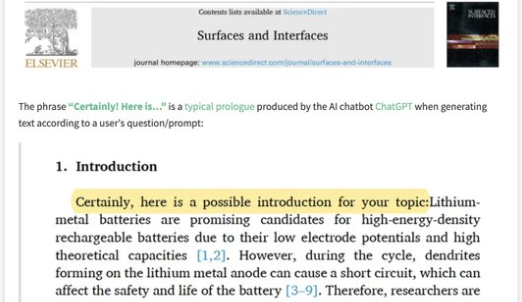 Contents lists available at ScienceDirect
Surfaces and Interfaces
ELSEVIER
journal homepage: www.sciencedirect.com/journal/surfaces-and-interfaces
The phrase “Certainly! Here is...” is a typical prologue produced by the AI chatbot ChatGPT when generating
text according to a user's question/prompt:
1. Introduction
Certainly, here is a possible introduction for your topic:Lithium-
metal batteries are promising candidates for high-energy-density
rechargeable batteries due to their low electrode potentials and high
theoretical capacities [1,2]. However, during the cycle, dendrites
forming on the lithium metal anode can cause a short circuit, which can
affect the safety and life of the battery [3–9]. Therefore, researchers are